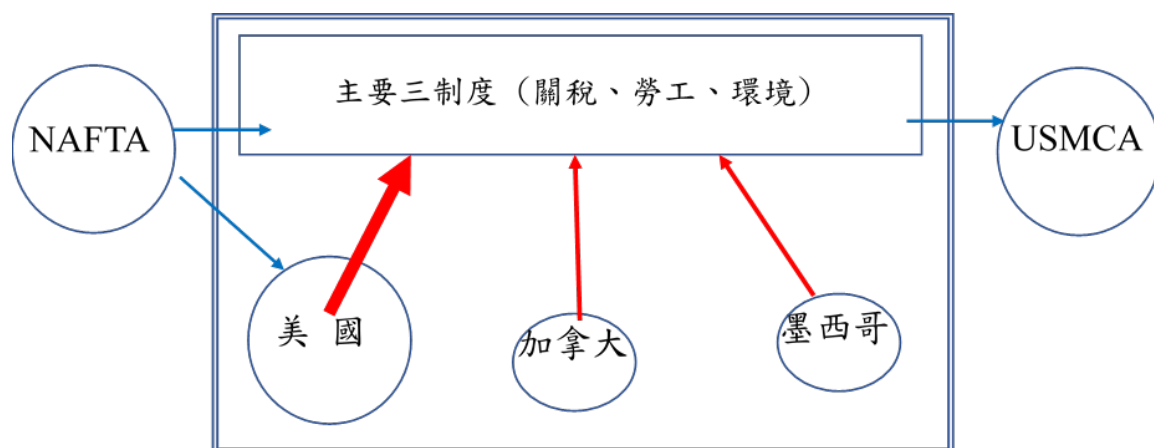 主要三制度（關稅、勞工、環境）
NAFTA
USMCA
美 國
加拿大
墨西哥